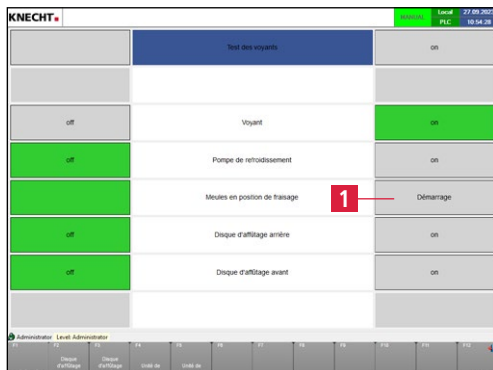 KNECHT
MANUAL
Local
PLC
10:54:28
Test des voyants
on
off
Voyant
on
off
Pompe de refroidissement
on
Meules en position de fraisage
1
Démarrage
off
Disque d'affûtage arrière
on
off
Disque d'affûtage avant
on
Administrator Level: Administrator
F1 F2 F3 F4 F5 F6 F7 F8 F9 F10 F11 F12
Disque d'affûtage
Disque d'affûtage
Unité de
Unité de